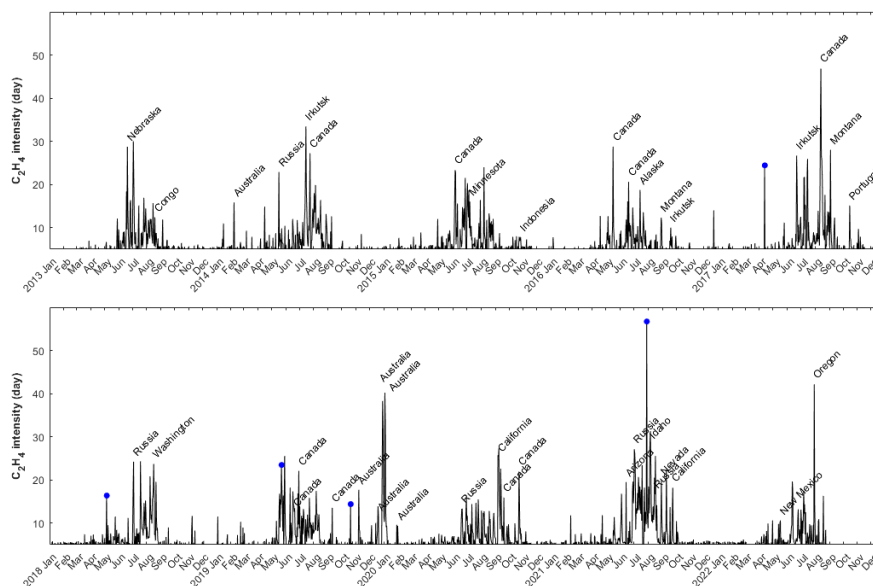 60
50
40
30
20
10
C2H4 intensity (day)
Nebraska
Congo
Australia
Russia
Irkutsk
Canada
Canada
Minnesota
Indonesia
Canada
Canada
Alaska
Montana
Irkutsk
Irkutsk
Canada
Montana
Portugal
2013 Jan Feb Mar Apr May Jun Jul Aug Sep Oct Nov Dec 2014 Jan Feb Mar Apr May Jun Jul Aug Sep Oct Nov Dec 2015 Jan Feb Mar Apr May Jun Jul Aug Sep Oct Nov Dec 2016 Jan Feb Mar Apr May Jun Jul Aug Sep Oct Nov Dec 2017 Jan Feb Mar Apr May Jun Jul Aug Sep Oct Nov Dec
60
50
40
30
20
10
C2H4 intensity (day)
Russia
Washington
Canada
Canada
Canada
Australia
Australia
Australia
Australia
Australia
Russia
California
Canada
Canada
Arizona
Russia
Idaho
Russia
Nevada
California
New Mexico
Oregon
2018 Jan Feb Mar Apr May Jun Jul Aug Sep Oct Nov Dec 2019 Jan Feb Mar Apr May Jun Jul Aug Sep Oct Nov Dec 2020 Jan Feb Mar Apr May Jun Jul Aug Sep Oct Nov Dec 2021 Jan Feb Mar Apr May Jun Jul Aug Sep Oct Nov Dec 2022 Jan Feb Mar Apr May Jun Jul Aug Sep Oct Nov Dec